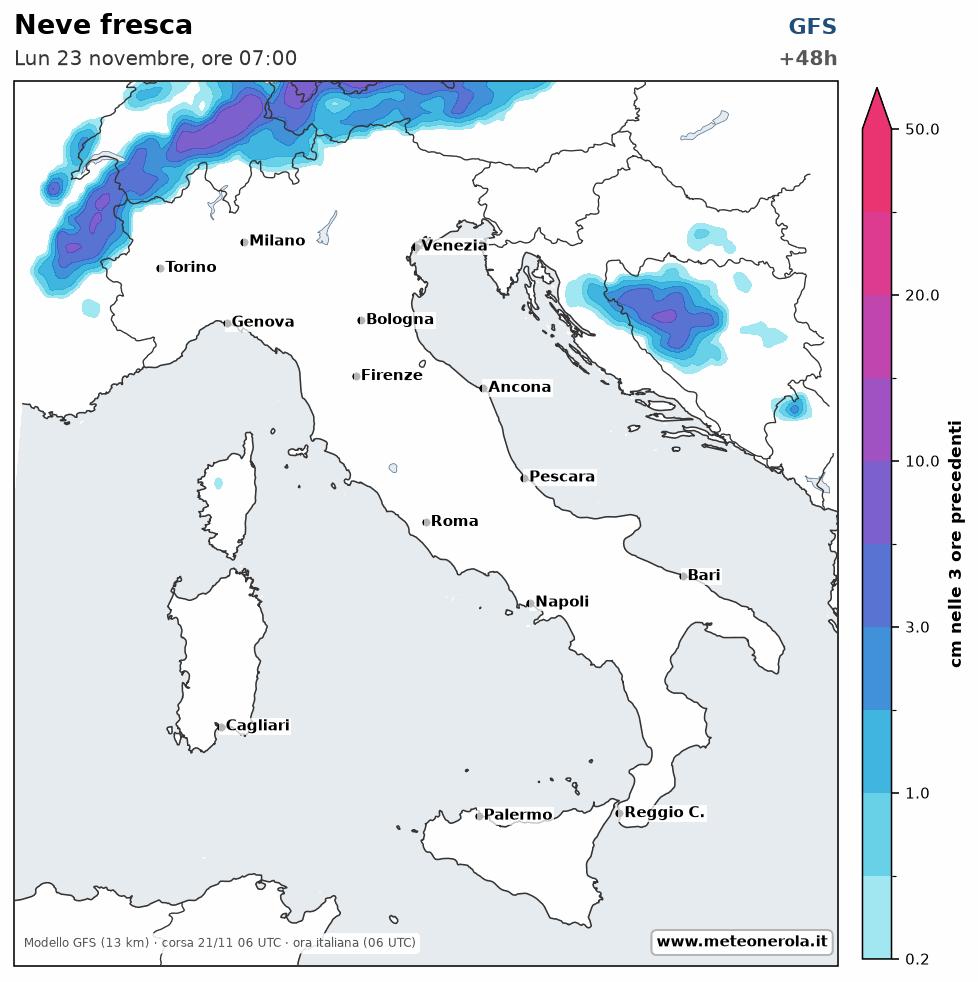 Neve fresca
GFS
Lun 23 novembre, ore 07:00
+48h
Milano
Venezia
Torino
Genova
Bologna
Firenze
Ancona
Pescara
Roma
Bari
Napoli
Cagliari
Palermo
Reggio C.
50.0
20.0
10.0
3.0
1.0
0.2
cm nelle 3 ore precedenti
Modello GFS (13 km) · corsa 21/11 06 UTC · ora italiana (06 UTC)
www.meteonerola.it